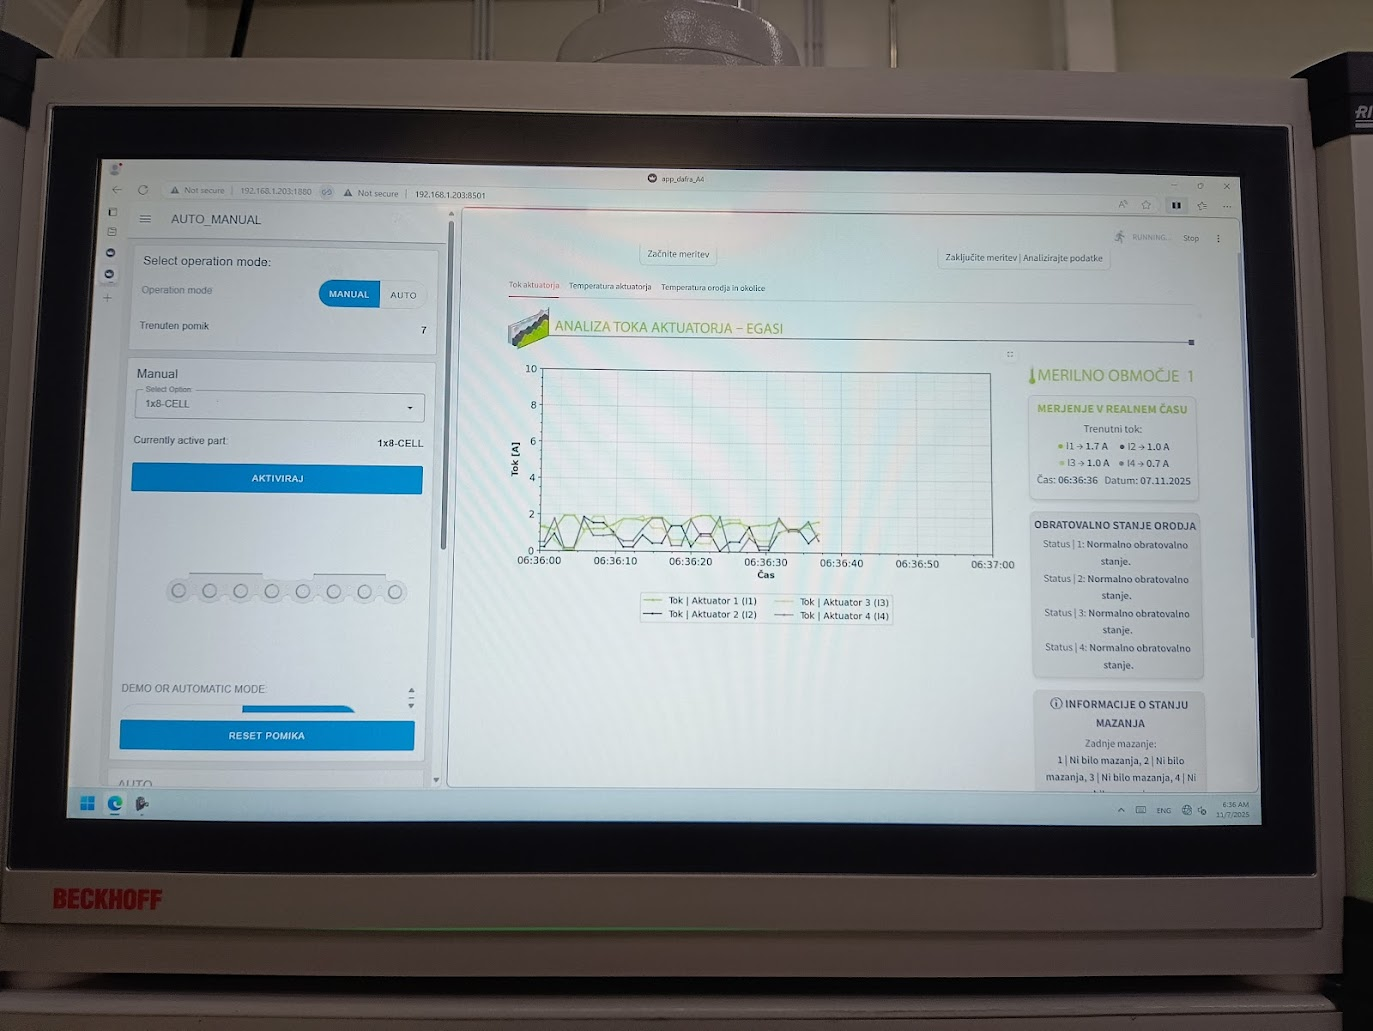 app_dafra_A4
Not secure
192.168.1.203:1880
Not secure
192.168.1.203:8501
AUTO_MANUAL
Select operation mode:
Operation mode
MANUAL
AUTO
Trenuten pomik
7
Manual
Select Option
1x8-CELL
Currently active part:
1x8-CELL
AKTIVIRAJ
DEMO OR AUTOMATIC MODE:
RESET POMIKA
AUTO
RUNNING...
Stop
Začnite meritev
Zaključite meritev | Analizirajte podatke
Tok aktuatorja
Temperatura aktuatorja
Temperatura orodja in okolice
ANALIZA TOKA AKTUATORJA – EGASI
10
8
6
4
2
0
Tok [A]
06:36:00
06:36:10
06:36:20
06:36:30
06:36:40
06:36:50
06:37:00
Čas
Tok | Aktuator 1 (I1)
Tok | Aktuator 2 (I2)
Tok | Aktuator 3 (I3)
Tok | Aktuator 4 (I4)
MERILNO OBMOČJE 1
MERJENJE V REALNEM ČASU
Trenutni tok:
I1 → 1.7 A
I2 → 1.0 A
I3 → 1.0 A
I4 → 0.7 A
Čas: 06:36:36 Datum: 07.11.2025
OBRATOVALNO STANJE ORODJA
Status | 1: Normalno obratovalno
stanje.
Status | 2: Normalno obratovalno
stanje.
Status | 3: Normalno obratovalno
stanje.
Status | 4: Normalno obratovalno
stanje.
INFORMACIJE O STANJU
MAZANJA
Zadnje mazanje:
1 | Ni bilo mazanja, 2 | Ni bilo
mazanja, 3 | Ni bilo mazanja, 4 | Ni
ENG
6:36 AM
11/7/2025
BECKHOFF